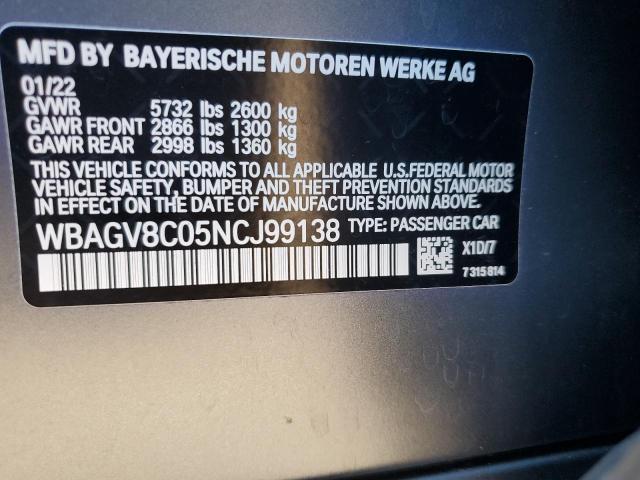 MFD BY BAYERISCHE MOTOREN WERKE AG
01/22
GVWR 5732 lbs 2600 kg
GAWR FRONT 2866 lbs 1300 kg
GAWR REAR 2998 lbs 1360 kg
THIS VEHICLE CONFORMS TO ALL APPLICABLE U.S.FEDERAL MOTOR
VEHICLE SAFETY, BUMPER AND THEFT PREVENTION STANDARDS
IN EFFECT ON THE DATE OF MANUFACTURE SHOWN ABOVE.
WBAGV8C05NCJ99138 TYPE: PASSENGER CAR
X1D/7
7315814